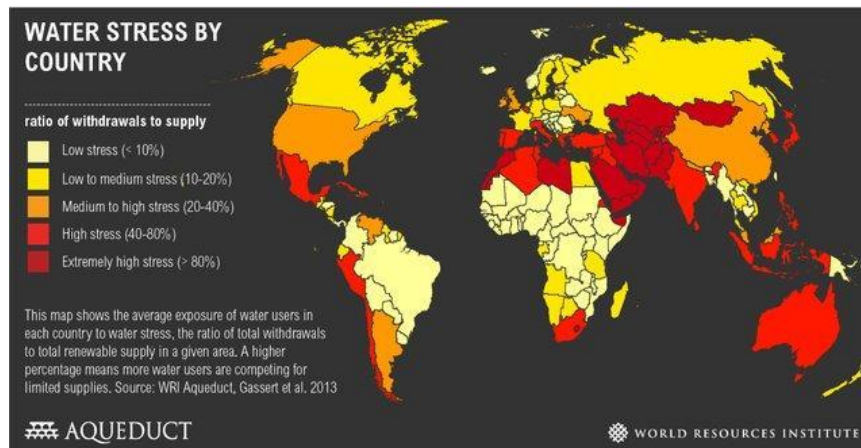 WATER STRESS BY
COUNTRY
ratio of withdrawals to supply
Low stress (< 10%)
Low to medium stress (10-20%)
Medium to high stress (20-40%)
High stress (40-80%)
Extremely high stress (> 80%)
This map shows the average exposure of water users in
each country to water stress, the ratio of total withdrawals
to total renewable supply in a given area. A higher
percentage means more water users are competing for
limited supplies. Source: WRI Aqueduct, Gassert et al. 2013
AQUEDUCT
WORLD RESOURCES INSTITUTE